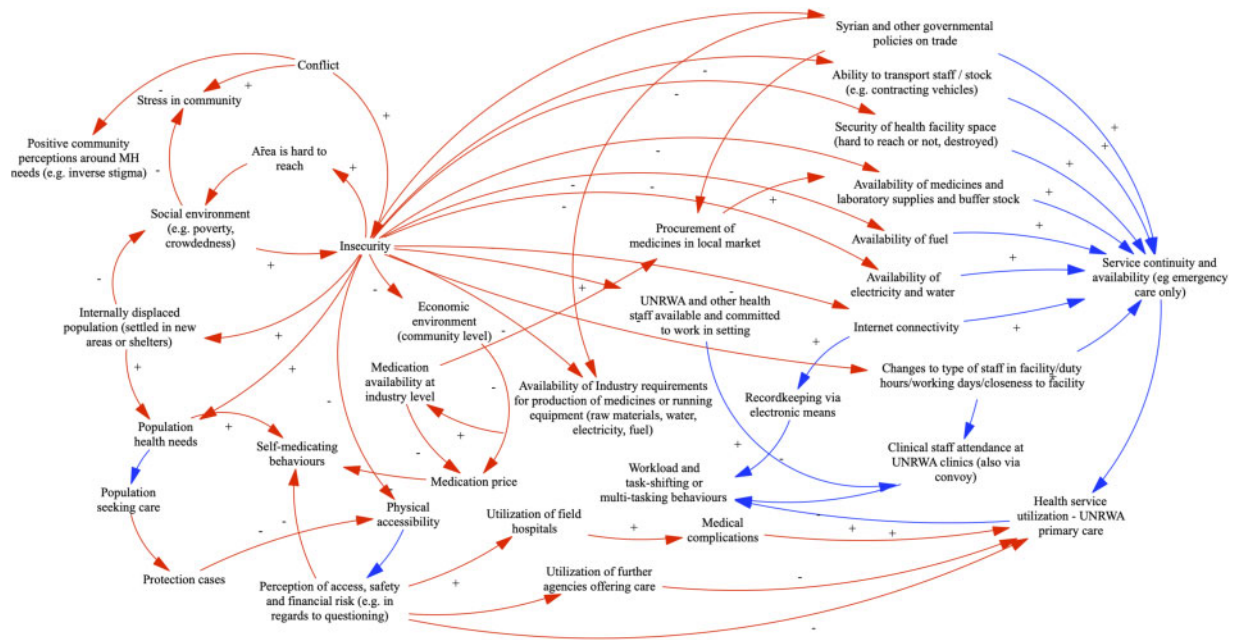 Syrian and other governmental
policies on trade
Conflict
Stress in community
Ability to transport staff / stock
(e.g. contracting vehicles)
Positive community
perceptions around MH
needs (e.g. inverse stigma)
Area is hard to
reach
Security of health facility space
(hard to reach or not, destroyed)
Availability of medicines and
laboratory supplies and buffer stock
Social environment
(e.g. poverty,
crowdedness)
Insecurity
Procurement of
medicines in local market
Availability of fuel
Service continuity and
availability (eg emergency
care only)
Availability of
electricity and water
Internally displaced
population (settled in new
areas or shelters)
Economic
environment
(community level)
UNRWA and other health
staff available and committed
to work in setting
Internet connectivity
Medication
availability at
industry level
Availability of Industry requirements
for production of medicines or running
equipment (raw materials, water,
electricity, fuel)
Changes to type of staff in facility/duty
hours/working days/closeness to facility
Recordkeeping via
electronic means
Population
health needs
Self-medicating
behaviours
Clinical staff attendance at
UNRWA clinics (also via
convoy)
Medication price
Workload and
task-shifting or
multi-tasking behaviours
Population
seeking care
Physical
accessibility
Utilization of field
hospitals
Medical
complications
Health service
utilization - UNRWA
primary care
Protection cases
Perception of access, safety
and financial risk (e.g. in
regards to questioning)
Utilization of further
agencies offering care